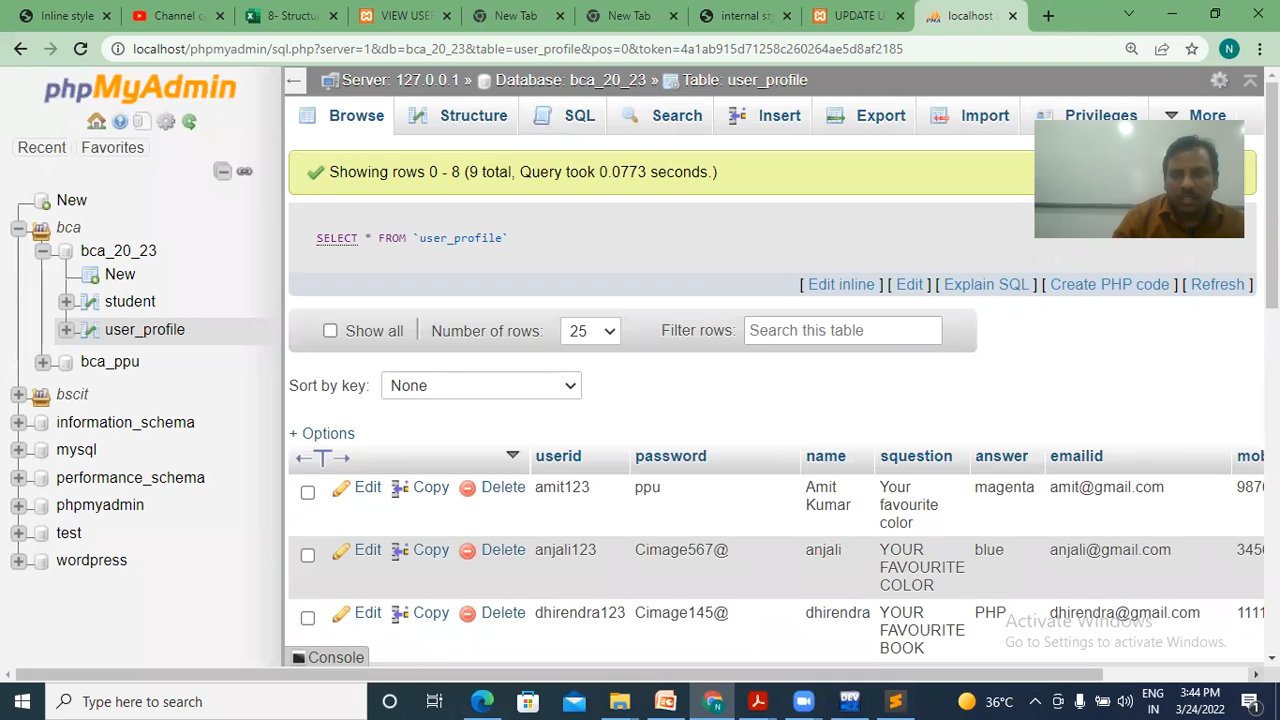 Inline style
Channel c
8- Structu
VIEW USE
New Tab
New Tab
internal sty
UPDATE U
localhost
localhost/phpmyadmin/sql.php?server=1&db=bca_20_23&table=user_profile&pos=0&token=4a1ab915d71258c260264ae5d8af2185
N
phpMyAdmin
Recent
Favorites
New
bca
bca_20_23
New
student
user_profile
bca_ppu
bscit
information_schema
mysql
performance_schema
phpmyadmin
test
wordpress
Server: 127.0.0.1 » Database: bca_20_23 » Table: user_profile
Browse Structure SQL Search Insert Export Import Privileges More
Showing rows 0 - 8 (9 total, Query took 0.0773 seconds.)
SELECT * FROM `user_profile`
[ Edit inline ] [ Edit ] [ Explain SQL ] [ Create PHP code ] [ Refresh ]
Show all Number of rows: 25 Filter rows: Search this table
Sort by key: None
+ Options
userid password name squestion answer emailid mob
Edit Copy Delete amit123 ppu Amit Kumar Your favourite color magenta amit@gmail.com 9876
Edit Copy Delete anjali123 Cimage567@ anjali YOUR FAVOURITE COLOR blue anjali@gmail.com 3456
Edit Copy Delete dhirendra123 Cimage145@ dhirendra YOUR FAVOURITE BOOK PHP dhirendra@gmail.com 1111
Activate Windows
Go to Settings to activate Windows.
Console
Type here to search
36°C
ENG
IN
3:44 PM
3/24/2022